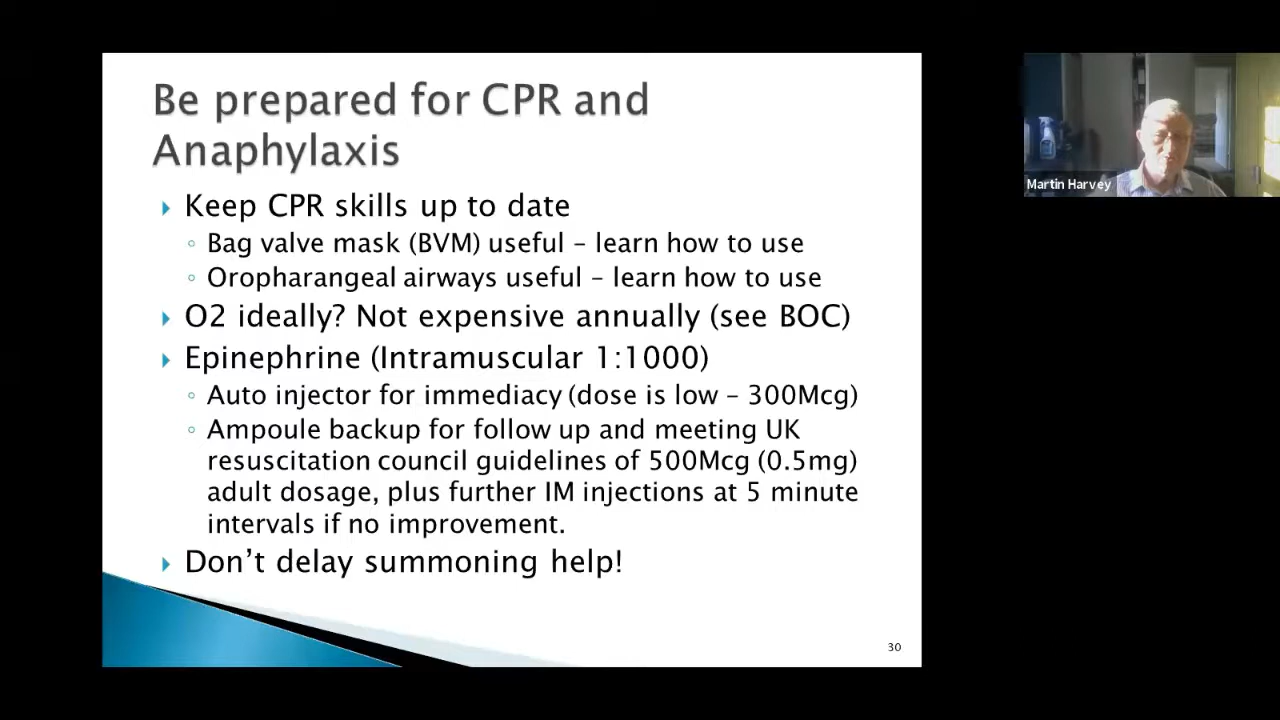 Be prepared for CPR and
Anaphylaxis
Keep CPR skills up to date
Bag valve mask (BVM) useful – learn how to use
Oropharangeal airways useful – learn how to use
O2 ideally? Not expensive annually (see BOC)
Epinephrine (Intramuscular 1:1000)
Auto injector for immediacy (dose is low – 300Mcg)
Ampoule backup for follow up and meeting UK
resuscitation council guidelines of 500Mcg (0.5mg)
adult dosage, plus further IM injections at 5 minute
intervals if no improvement.
Don’t delay summoning help!
30
Martin Harvey